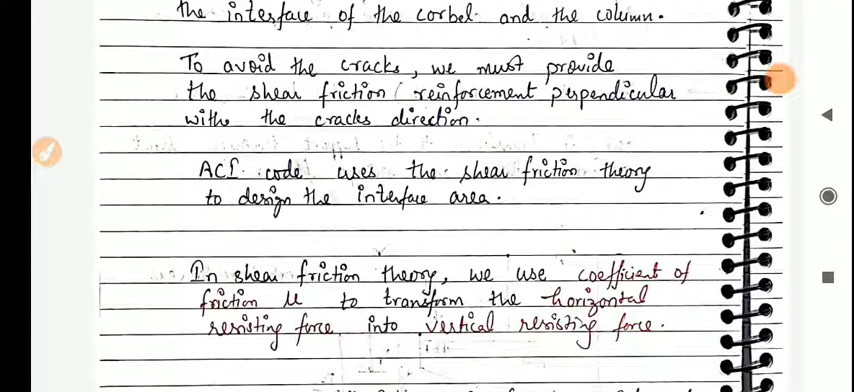 the interface of the corbel and the column.
To avoid the cracks, we must provide
the shear friction (reinforcement perpendicular
withe the cracks direction.
ACI code uses the shear friction theory
to design the interface area.
In shear friction theory, we use coefficient of
friction μ to transform the horizontal
resisting force into vertical resisting force.